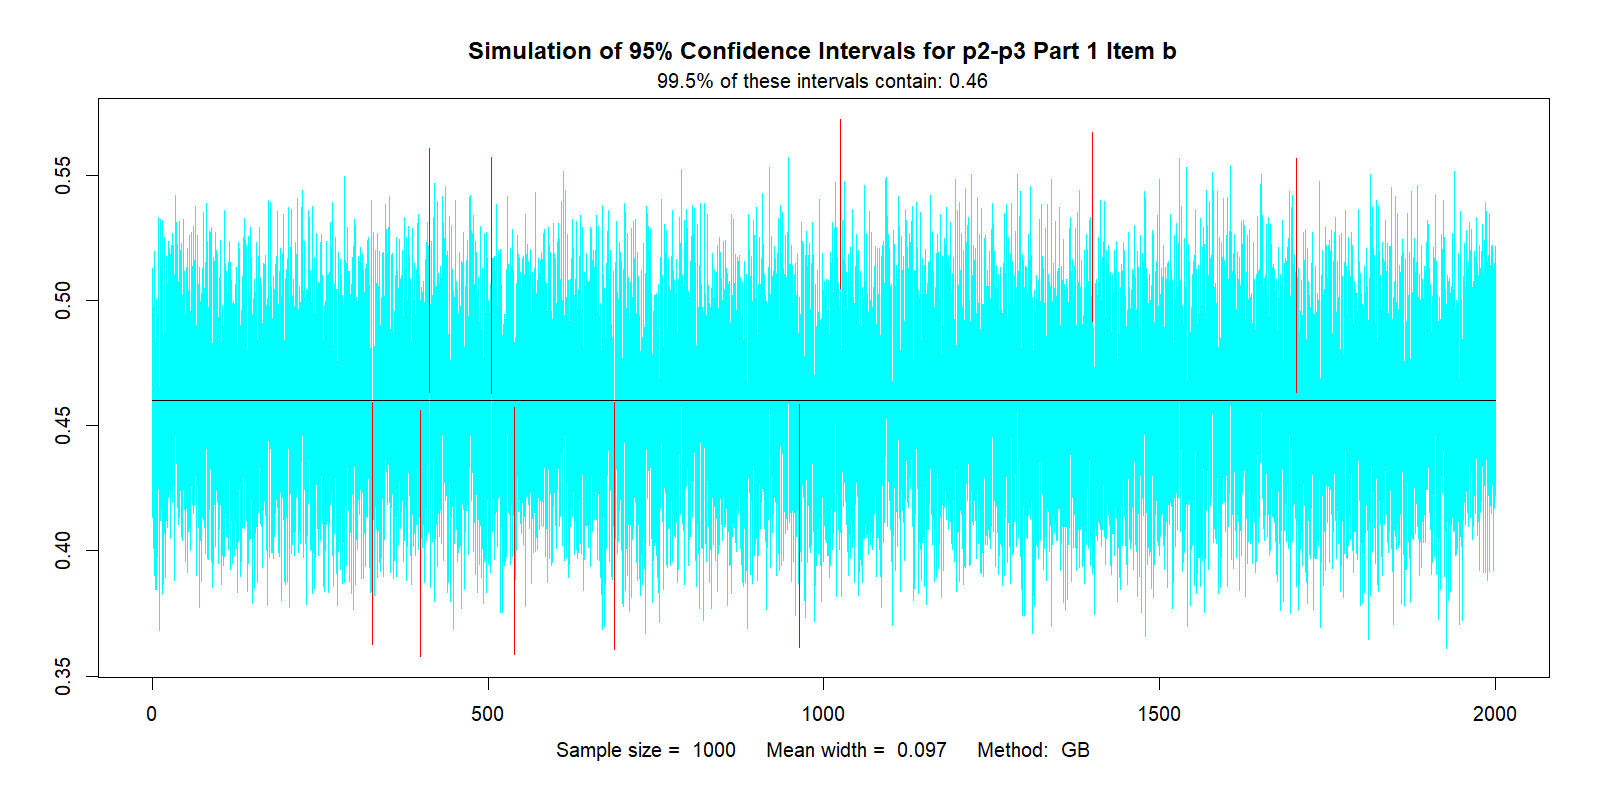 Simulation of 95% Confidence Intervals for p2-p3 Part 1 Item b
99.5% of these intervals contain: 0.46
0.55
0.50
0.45
0.40
0.35
0 500 1000 1500 2000
Sample size = 1000 Mean width = 0.097 Method: GB